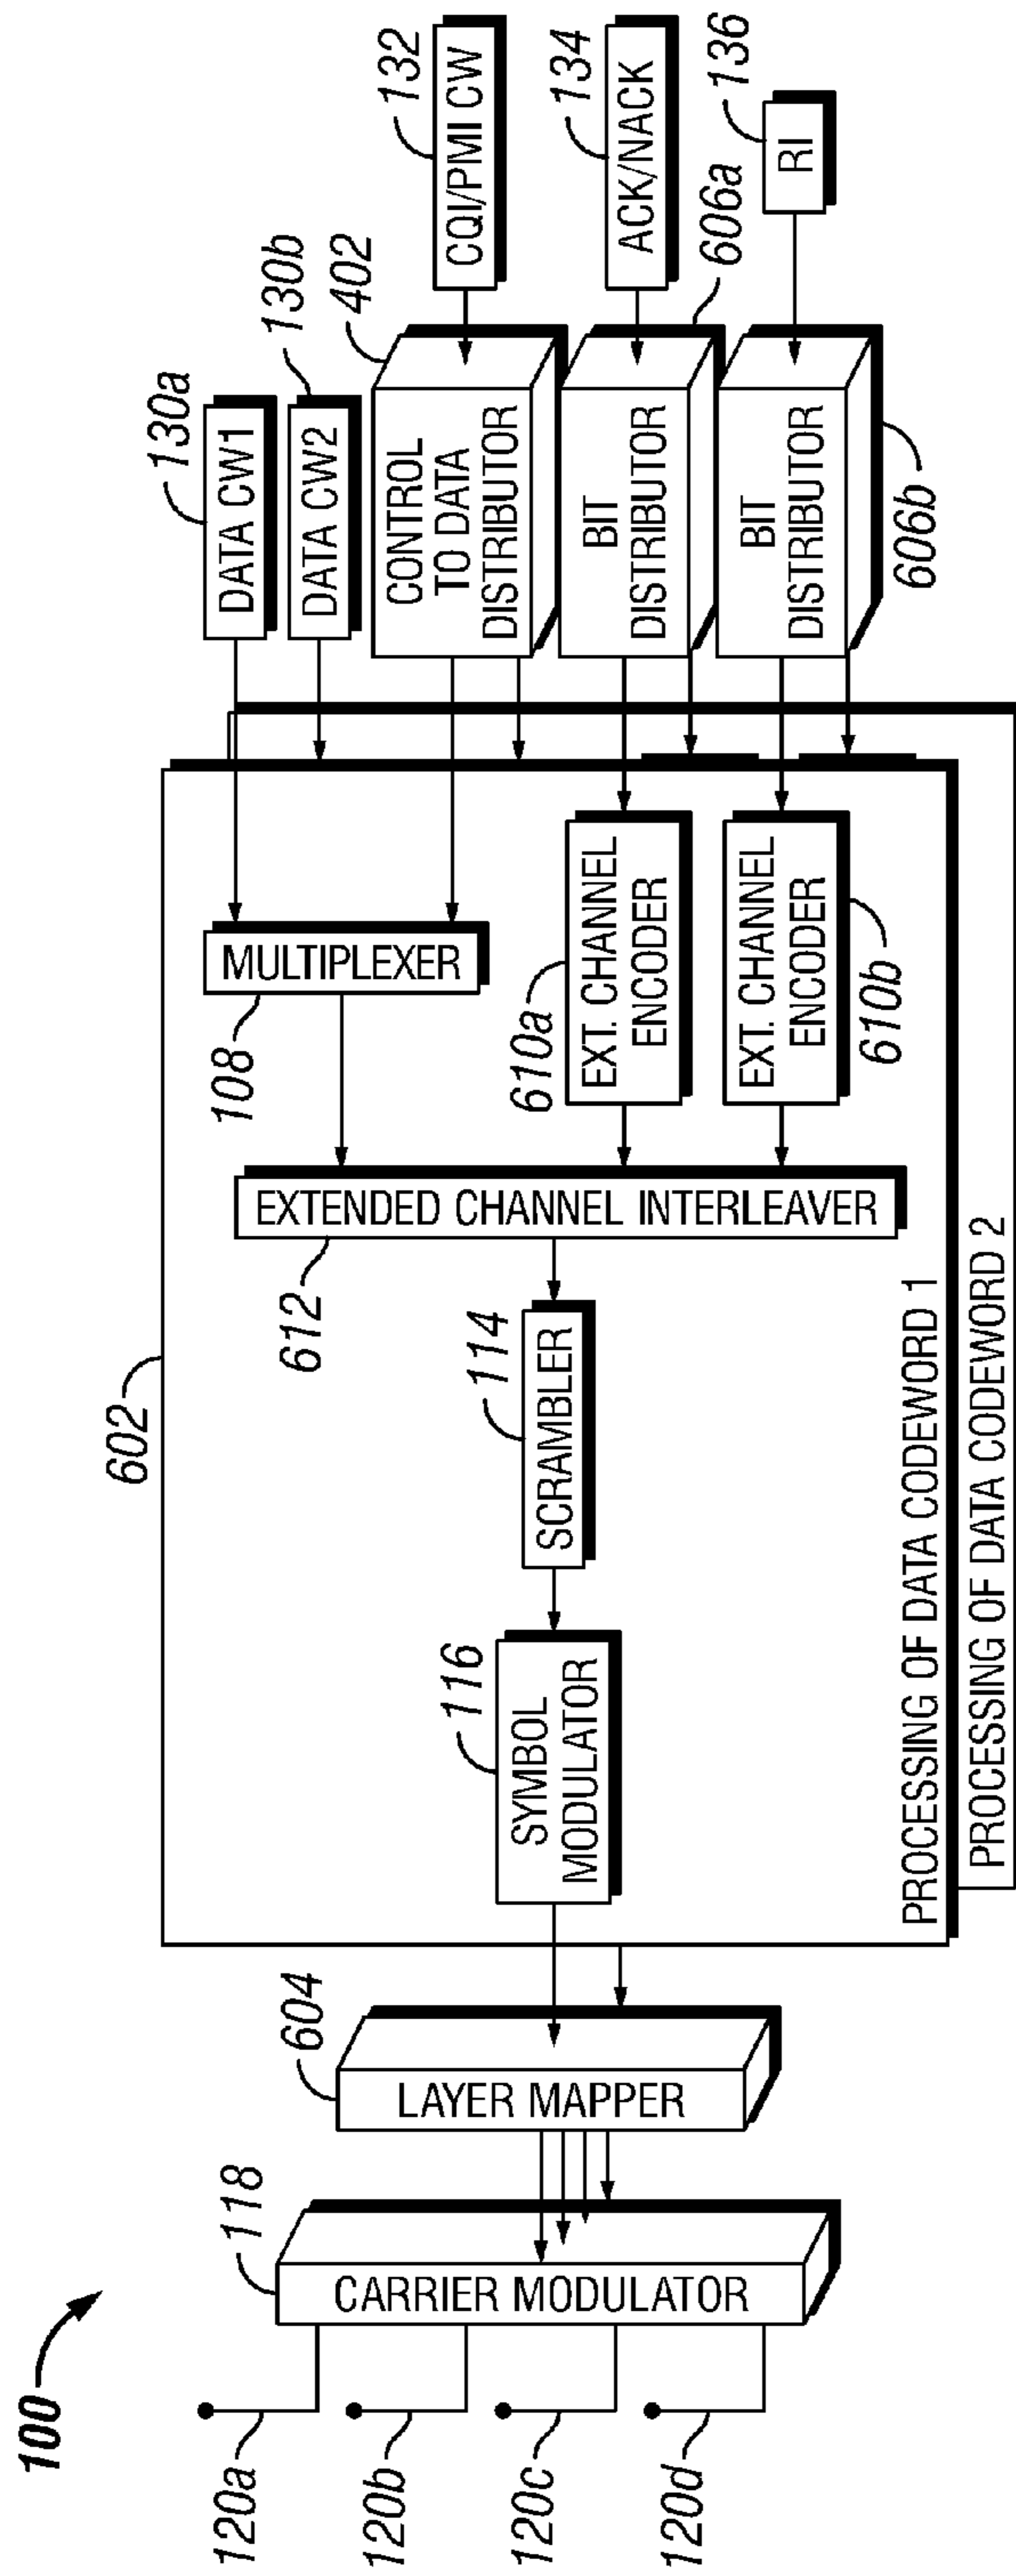 100
120a
120b
120c
120d
118
CARRIER MODULATOR
604
LAYER MAPPER
602
116
SYMBOL
MODULATOR
114
SCRAMBLER
612
EXTENDED CHANNEL INTERLEAVER
108
MULTIPLEXER
610a
EXT. CHANNEL
ENCODER
EXT. CHANNEL
ENCODER
610b
PROCESSING OF DATA CODEWORD 1
PROCESSING OF DATA CODEWORD 2
130a
DATA CW1
130b
DATA CW2
402
CONTROL
TO DATA
DISTRIBUTOR
BIT
DISTRIBUTOR
606a
BIT
DISTRIBUTOR
606b
132
CQI/PMI CW
134
ACK/NACK
136
RI